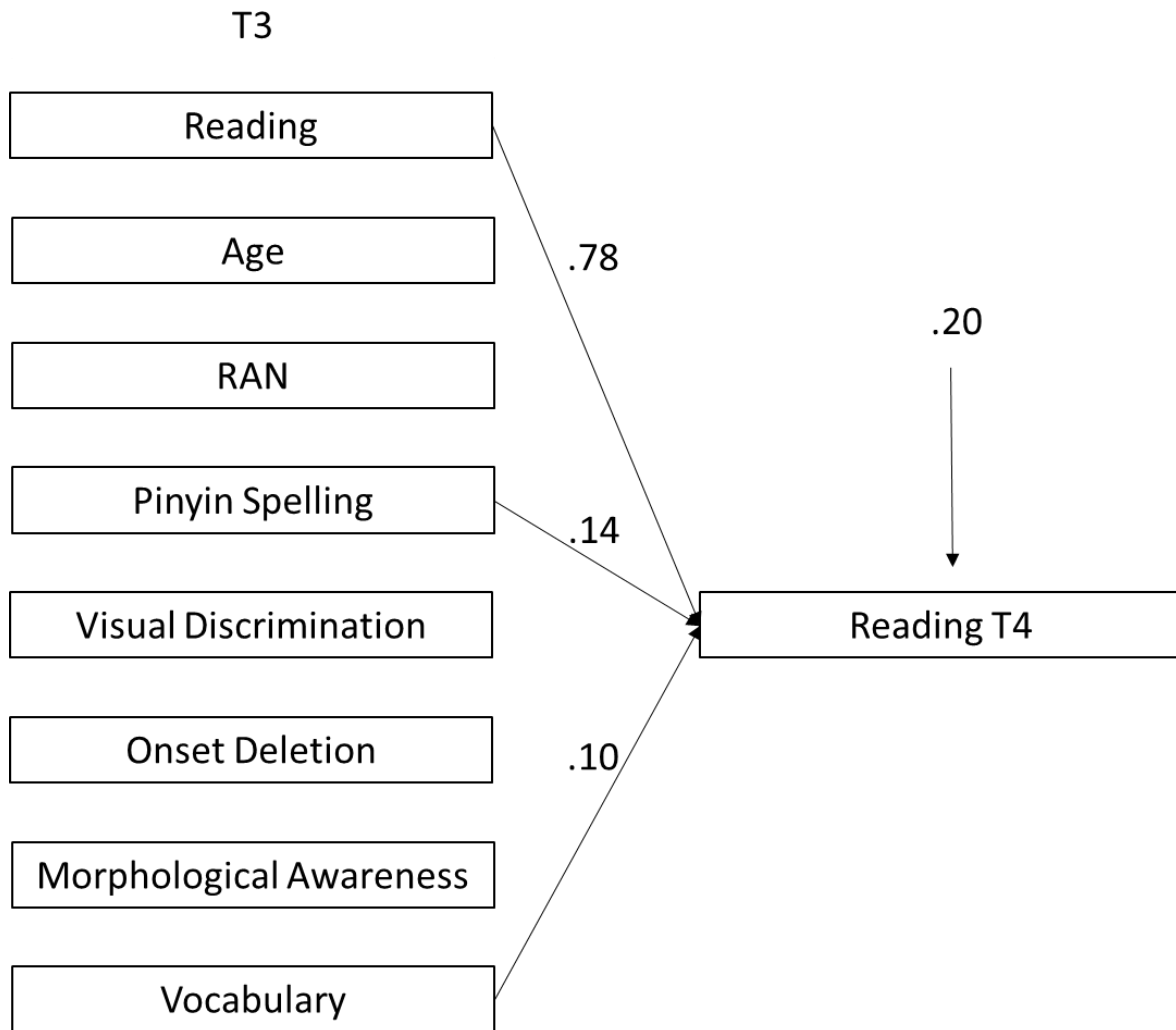 T3
Reading
Age
.78
.20
RAN
Pinyin Spelling
.14
Visual Discrimination
Reading T4
Onset Deletion
.10
Morphological Awareness
Vocabulary